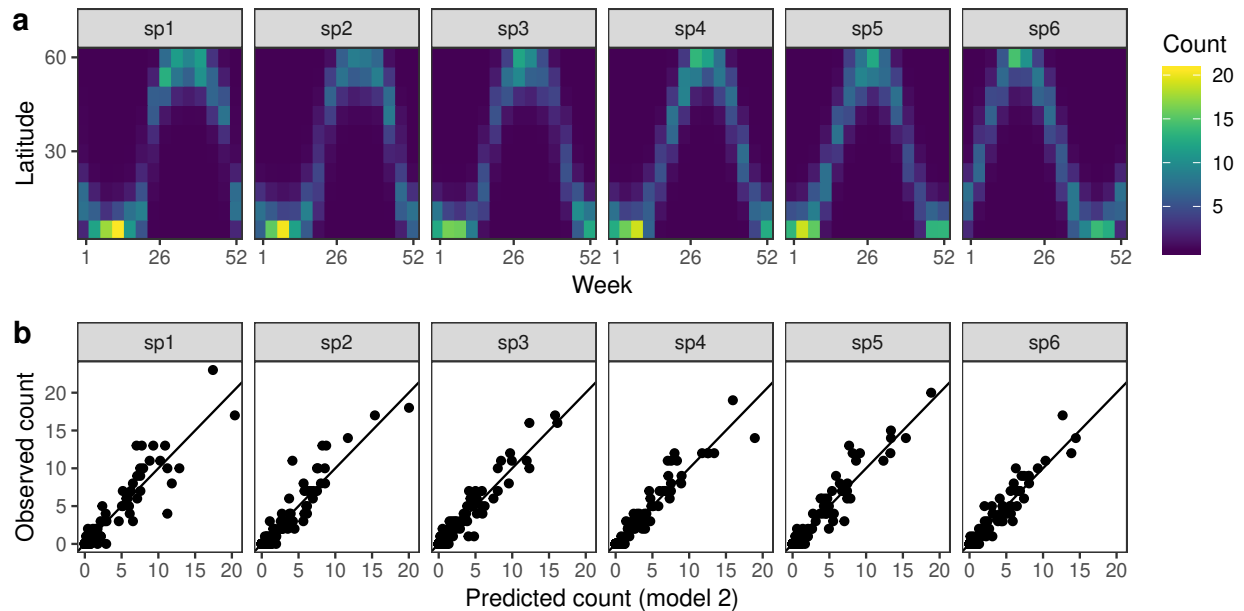 a
sp1 sp2 sp3 sp4 sp5 sp6
Latitude
60
30
1 26 52 1 26 52 1 26 52 1 26 52 1 26 52 1 26 52
Week
Count
20
15
10
5
b
sp1 sp2 sp3 sp4 sp5 sp6
Observed count
20
15
10
5
0
0 5 10 15 20 0 5 10 15 20 0 5 10 15 20 0 5 10 15 20 0 5 10 15 20 0 5 10 15 20
Predicted count (model 2)